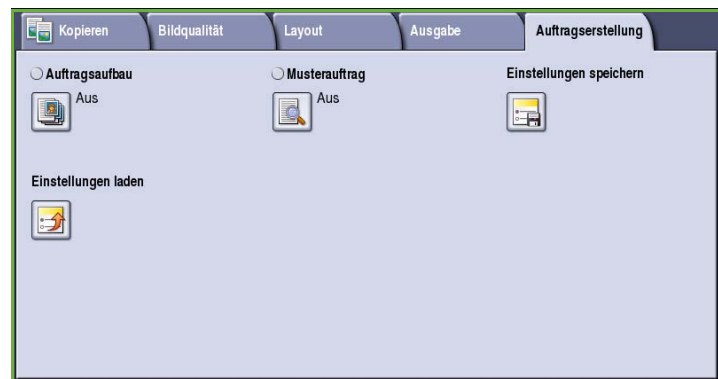 Kopieren
Bildqualität
Layout
Ausgabe
Auftragserstellung
Auftragsaufbau
Aus
Musterauftrag
Aus
Einstellungen speichern
Einstellungen laden